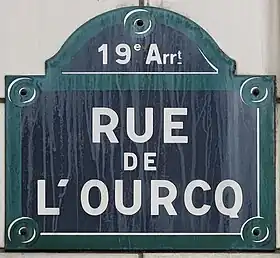 19e Arrt
RUE
DE
L'OURCQ